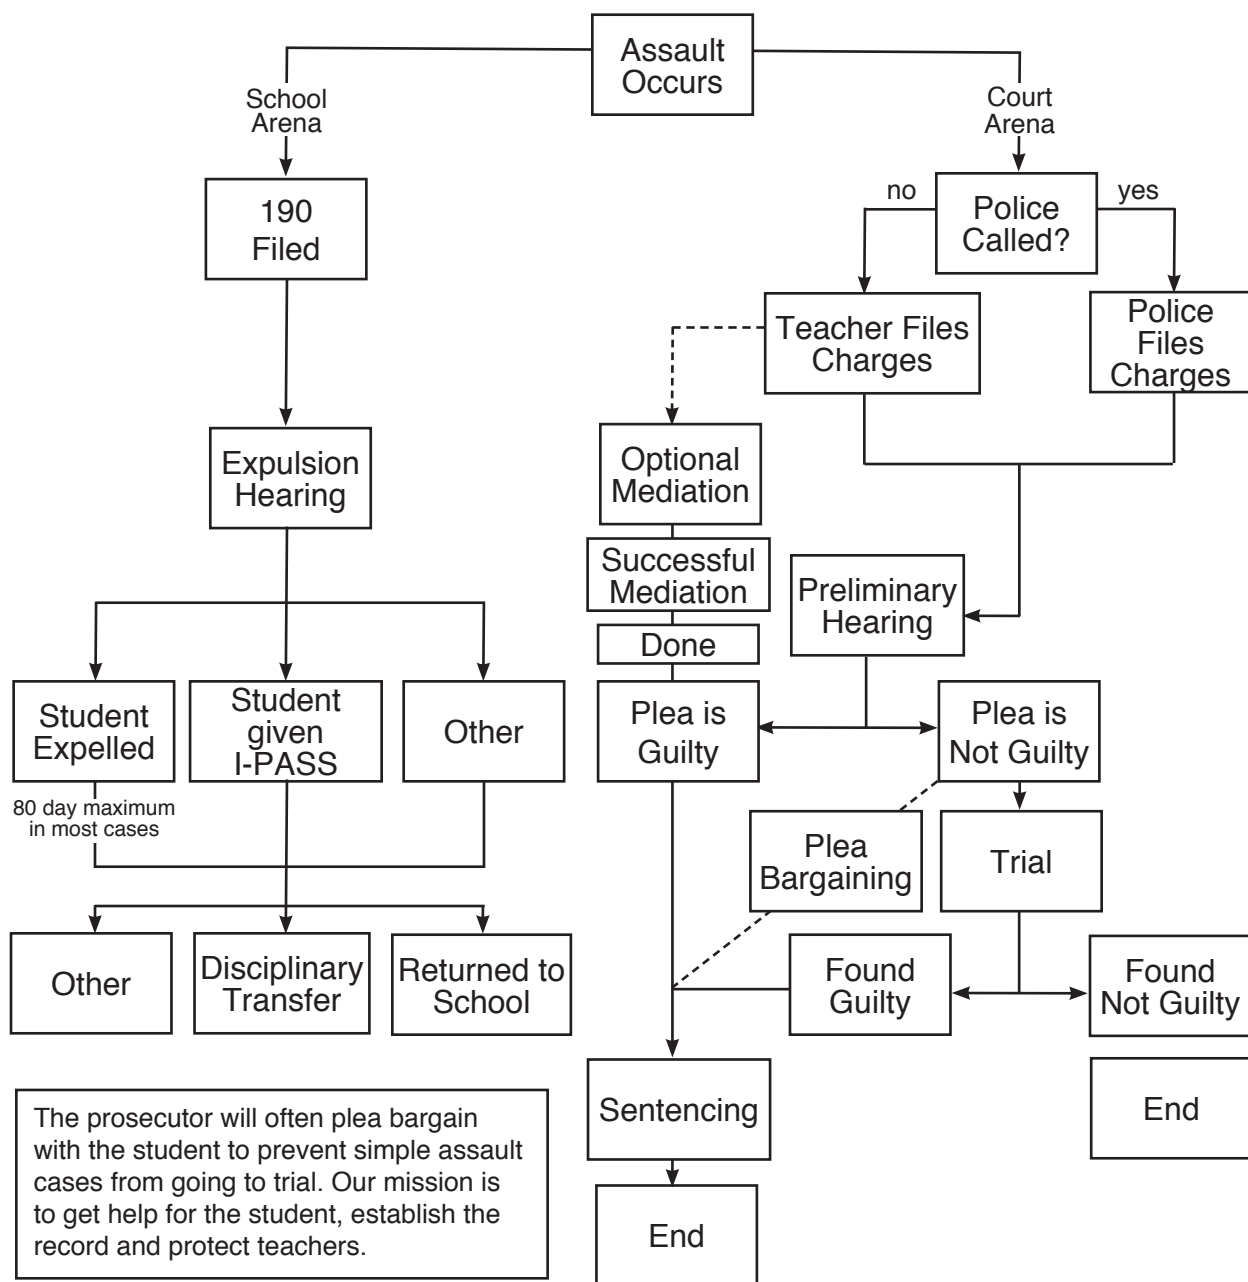 Assault
Occurs
School
Arena
Court
Arena
190
Filed
no
Police
Called?
yes
Teacher Files
Charges
Police
Files
Charges
Expulsion
Hearing
Optional
Mediation
Successful
Mediation
Done
Preliminary
Hearing
Student
Expelled
Student
given
I-PASS
Other
Plea is
Guilty
Plea is
Not Guilty
80 day maximum
in most cases
Plea
Bargaining
Trial
Other
Disciplinary
Transfer
Returned to
School
Found
Guilty
Found
Not Guilty
Sentencing
End
End
The prosecutor will often plea bargain
with the student to prevent simple assault
cases from going to trial. Our mission is
to get help for the student, establish the
record and protect teachers.